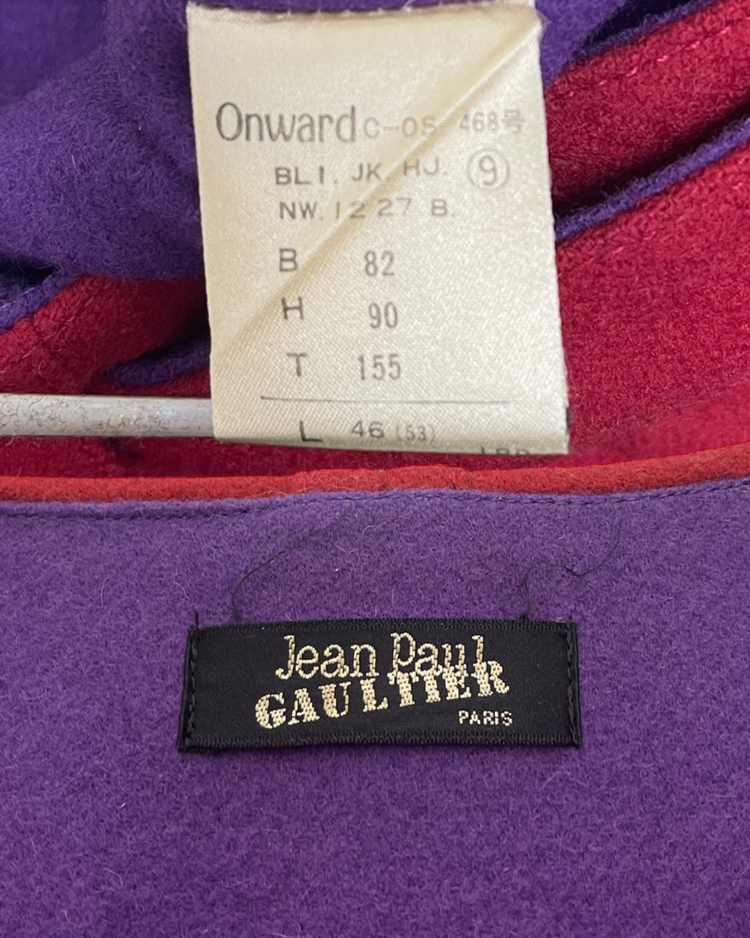 Onward C-OS 468号
BL1. JK. HJ. ⑨
NW. 12 27 B.
B 82
H 90
T 155
L 46 (53)
Jean Paul
GAULTIER
PARIS